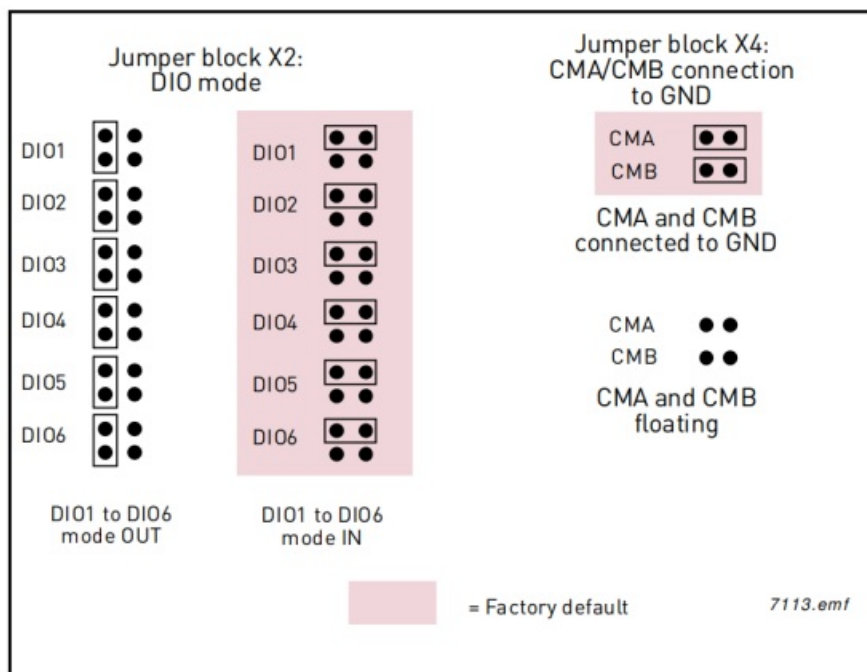 Jumper block X2:
DIO mode
DIO1
DIO2
DIO3
DIO4
DIO5
DIO6
DIO1 to DIO6
mode OUT
DIO1
DIO2
DIO3
DIO4
DIO5
DIO6
DIO1 to DIO6
mode IN
Jumper block X4:
CMA/CMB connection
to GND
CMA
CMB
CMA and CMB
connected to GND
CMA
CMB
CMA and CMB
floating
= Factory default
7113.emf